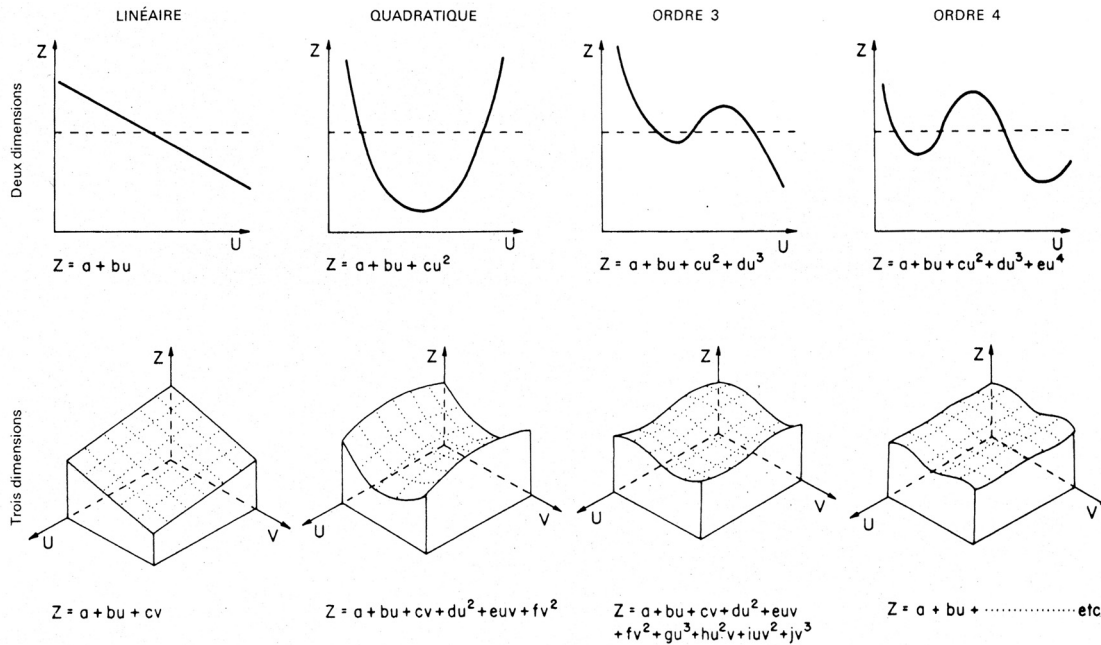 LINÉAIRE QUADRATIQUE ORDRE 3 ORDRE 4
Deux dimensions
Z Z Z Z
U U U U
Z = a + bu
Z = a + bu + cu²
Z = a + bu + cu² + du³
Z = a + bu + cu² + du³ + eu⁴
Trois dimensions
Z Z Z Z
U V U V U V U V
Z = a + bu + cv
Z = a + bu + cv + du² + euv + fv²
Z = a + bu + cv + du² + euv
+ fv² + gu³ + hu²v + iuv² + jv³
Z = a + bu + ·················· etc